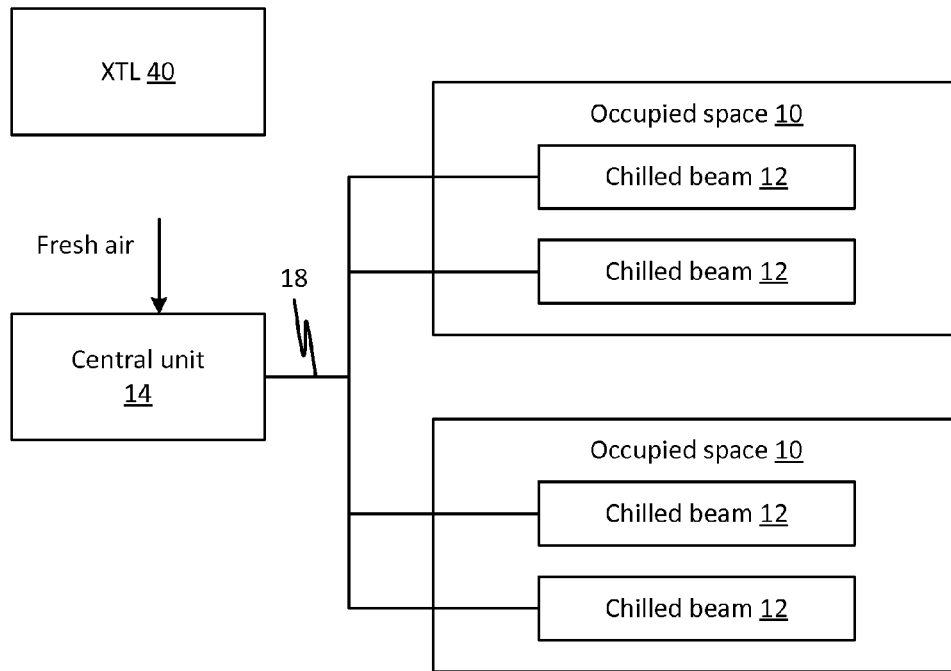 XTL 40
Occupied space 10
Chilled beam 12
Fresh air
Chilled beam 12
18
Central unit
14
Occupied space 10
Chilled beam 12
Chilled beam 12